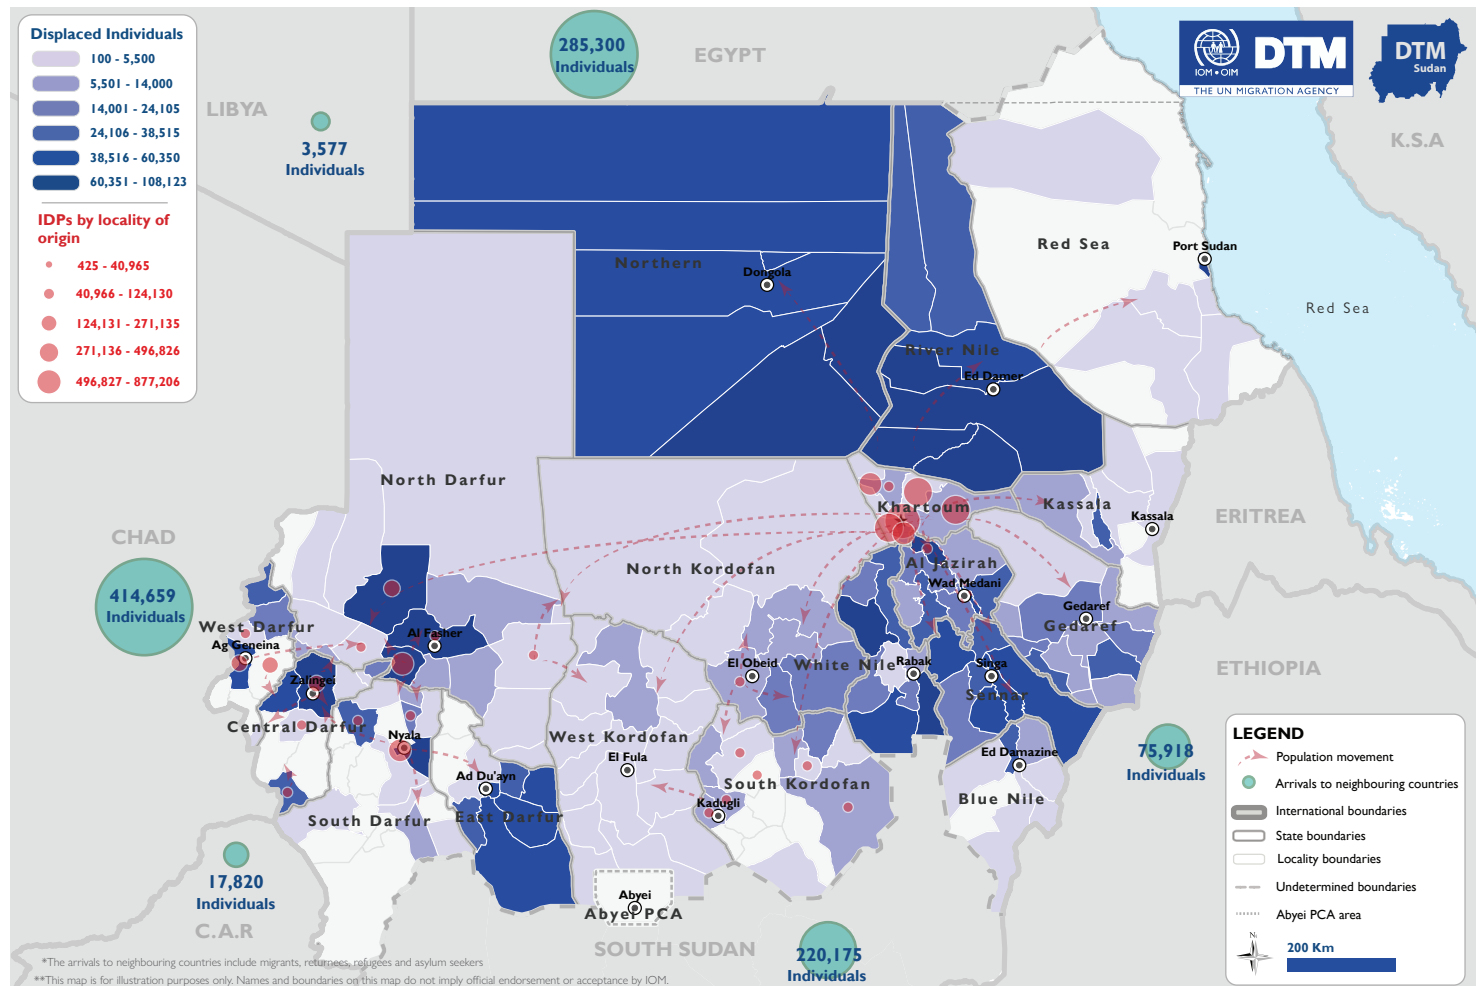 Displaced Individuals
100 - 5,500
5,501 - 14,000
14,001 - 24,105
24,106 - 38,515
38,516 - 60,350
60,351 - 108,123
IDPs by locality of
origin
425 - 40,965
40,966 - 124,130
124,131 - 271,135
271,136 - 496,826
496,827 - 877,206
285,300
Individuals
EGYPT
IOM • OIM
DTM
THE UN MIGRATION AGENCY
DTM
Sudan
LIBYA
3,577
Individuals
K.S.A
Red Sea
Port Sudan
Northern
Dongola
Red Sea
River Nile
Ed Damer
North Darfur
Khartoum
Kassala
Kassala
ERITREA
CHAD
414,659
Individuals
North Kordofan
Al Jazirah
Wad Medani
Gedaref
Gedaref
West Darfur
Ag Geneina
Al Fasher
El Obeid
White Nile
Rabak
Singa
Sennar
ETHIOPIA
Zalingei
Central Darfur
Nyala
West Kordofan
El Fula
Ed Damazine
75,918
Individuals
Ad Du'ayn
South Kordofan
Kadugli
Blue Nile
South Darfur
East Darfur
17,820
Individuals
C.A.R
Abyei
Abyei PCA
SOUTH SUDAN
220,175
Individuals
LEGEND
Population movement
Arrivals to neighbouring countries
International boundaries
State boundaries
Locality boundaries
Undetermined boundaries
Abyei PCA area
N
200 Km
*The arrivals to neighbouring countries include migrants, returnees, refugees and asylum seekers
**This map is for illustration purposes only. Names and boundaries on this map do not imply official endorsement or acceptance by IOM.